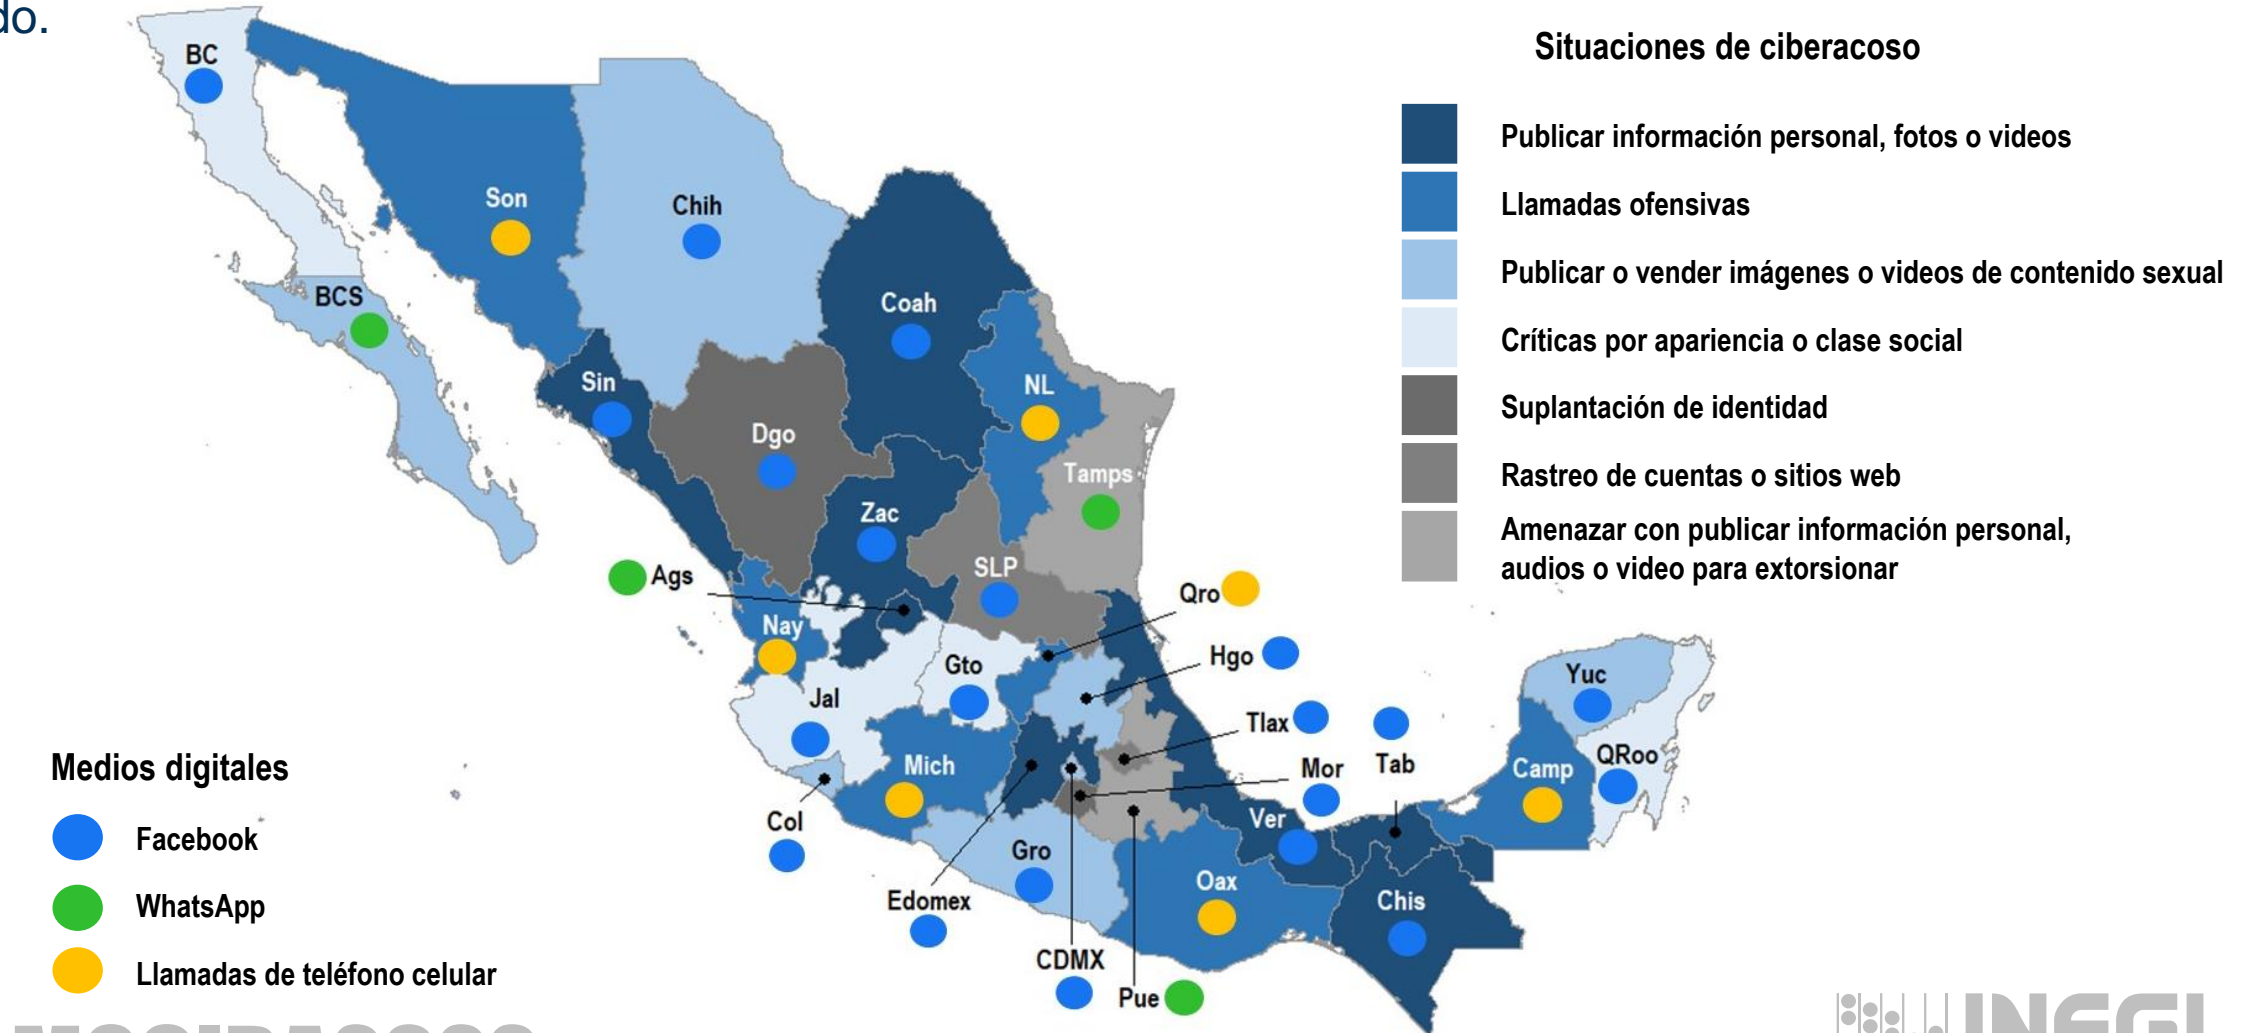 do.
Situaciones de ciberacoso
Publicar información personal, fotos o videos
Llamadas ofensivas
Publicar o vender imágenes o videos de contenido sexual
Críticas por apariencia o clase social
Suplantación de identidad
Rastreo de cuentas o sitios web
Amenazar con publicar información personal,
audios o video para extorsionar
BC
Son
Chih
BCS
Coah
Sin
NL
Dgo
Tamps
Zac
SLP
Ags
Qro
Nay
Hgo
Gto
Jal
Tlax
Yuc
Mor
Tab
QRoo
Mich
Camp
Col
Ver
Gro
Oax
Edomex
Chis
CDMX
Pue
Medios digitales
Facebook
WhatsApp
Llamadas de teléfono celular
INEGI